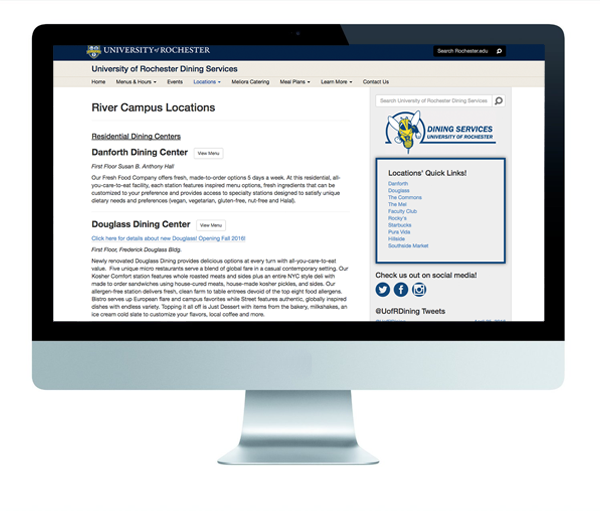 UNIVERSITY of ROCHESTER
Search Rochester.edu
University of Rochester Dining Services
Home Menus & Hours Events Locations Meliora Catering Meal Plans Learn More Contact Us
River Campus Locations
Residential Dining Centers
Danforth Dining Center View Menu
First Floor Susan B. Anthony Hall
Our Fresh Food Company offers fresh, made-to-order options 5 days a week. At this residential, all-
you-care-to-eat facility, each station features inspired menu options, fresh ingredients that can be
customized to your preference and provides access to specialty stations designed to satisfy unique
dietary needs and preferences (vegan, vegetarian, gluten-free, nut-free and Halal).
Douglass Dining Center View Menu
Click here for details about new Douglass! Opening Fall 2016!
First Floor, Frederick Douglass Bldg.
Newly renovated Douglass Dining provides delicious options at every turn with all-you-care-to-eat
value. Five unique micro restaurants serve a blend of global fare in a casual contemporary setting. Our
Kosher Comfort station features whole roasted meats and sides plus an entire NYC style deli with
made to order sandwiches using house-cured meats, house-made kosher pickles, and sides. Our
allergen-free station delivers fresh, clean farm to table entrees devoid of the top eight food allergens.
Bistro serves up European flare and campus favorites while Street features authentic, globally inspired
dishes with endless variety. Topping it all off is Just Dessert with items from the bakery, milkshakes, an
ice cream cold slate to customize your flavors, local coffee and more.
Search University of Rochester Dining Services
DINING SERVICES
UNIVERSITY OF ROCHESTER
Locations' Quick Links!
Danforth
Douglass
The Commons
The Mel
Faculty Club
Rocky's
Starbucks
Pura Vida
Hillside
Southside Market
Check us out on social media!
@UofRDining Tweets